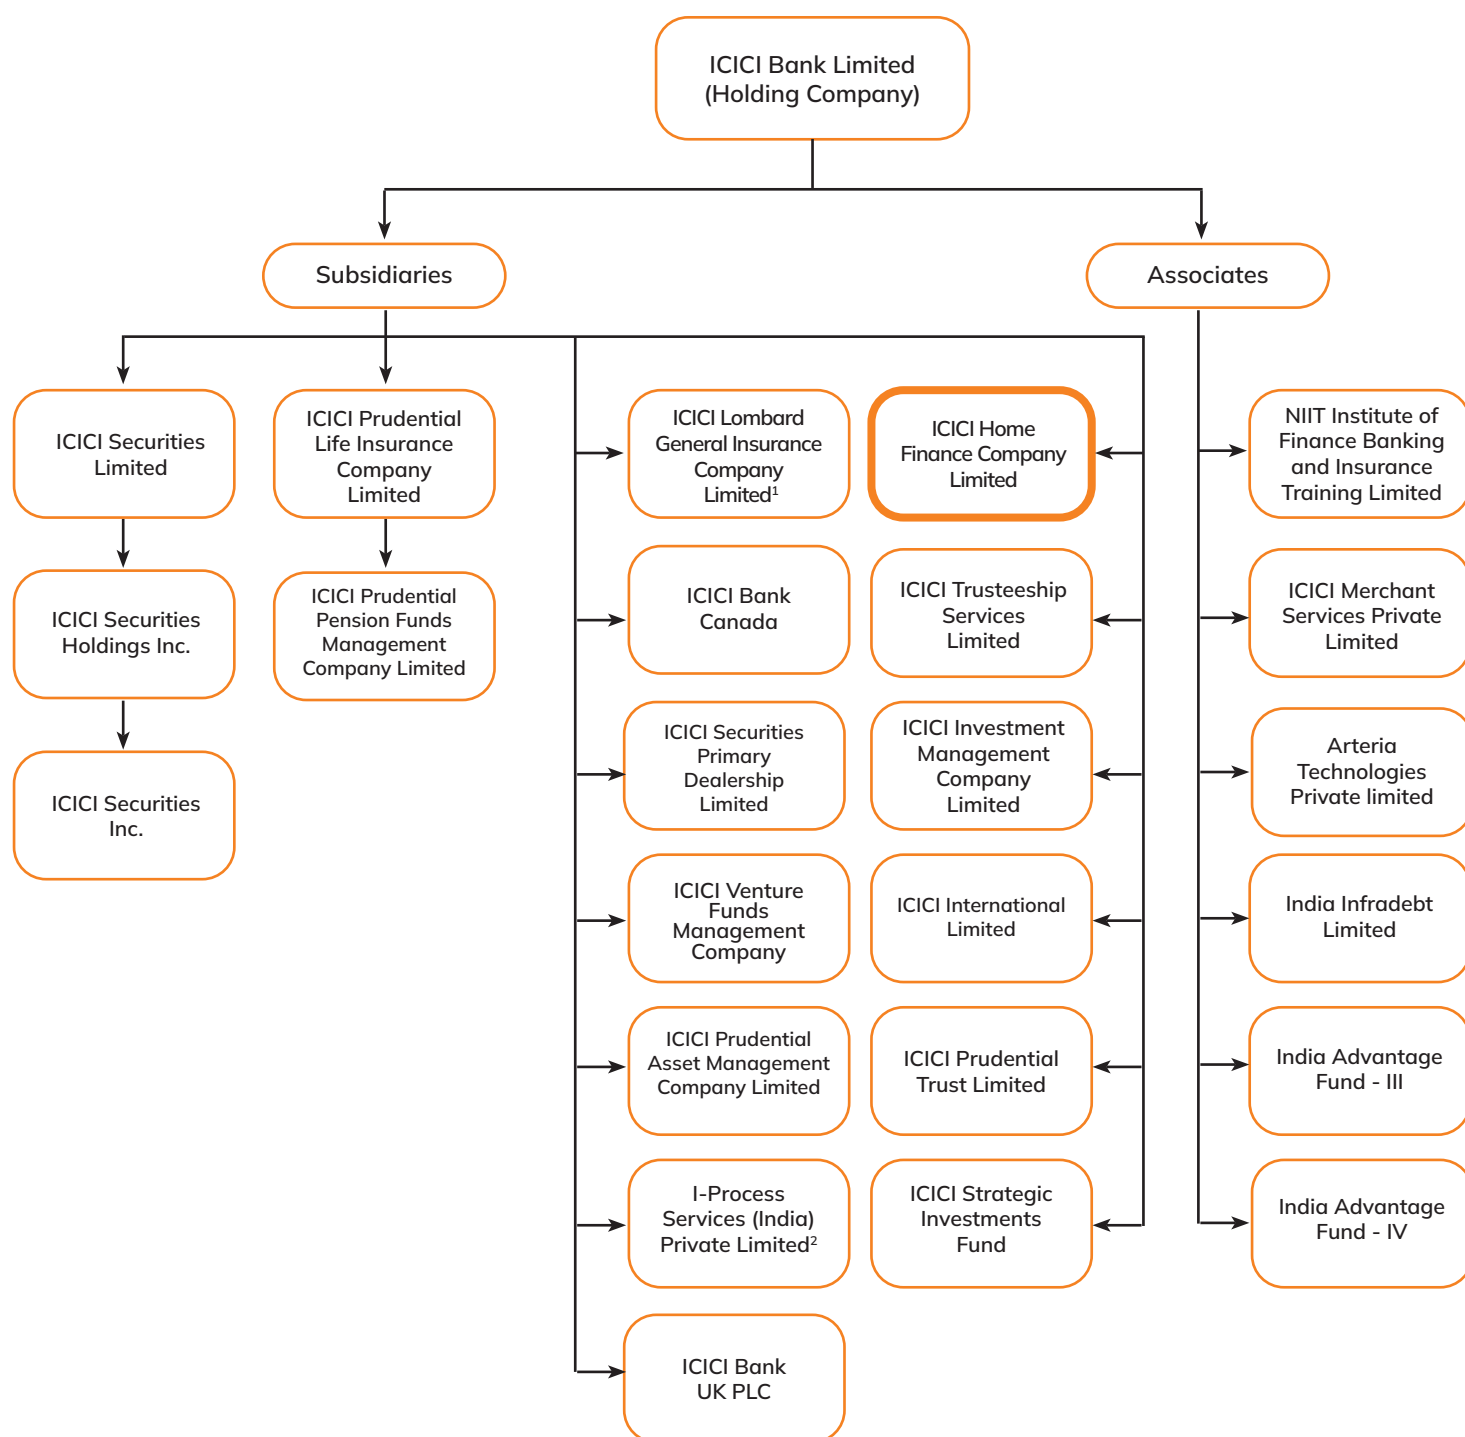 ICICI Bank Limited
(Holding Company)
Subsidiaries
Associates
ICICI Securities
Limited
ICICI Securities
Holdings Inc.
ICICI Securities
Inc.
ICICI Prudential
Life Insurance
Company
Limited
ICICI Prudential
Pension Funds
Management
Company Limited
ICICI Lombard
General Insurance
Company
Limited¹
ICICI Bank
Canada
ICICI Securities
Primary
Dealership
Limited
ICICI Venture
Funds
Management
Company
ICICI Prudential
Asset Management
Company Limited
I-Process
Services (India)
Private Limited²
ICICI Bank
UK PLC
ICICI Home
Finance Company
Limited
ICICI Trusteeship
Services
Limited
ICICI Investment
Management
Company
Limited
ICICI International
Limited
ICICI Prudential
Trust Limited
ICICI Strategic
Investments
Fund
NIIT Institute of
Finance Banking
and Insurance
Training Limited
ICICI Merchant
Services Private
Limited
Arteria
Technologies
Private limited
India Infradebt
Limited
India Advantage
Fund - III
India Advantage
Fund - IV